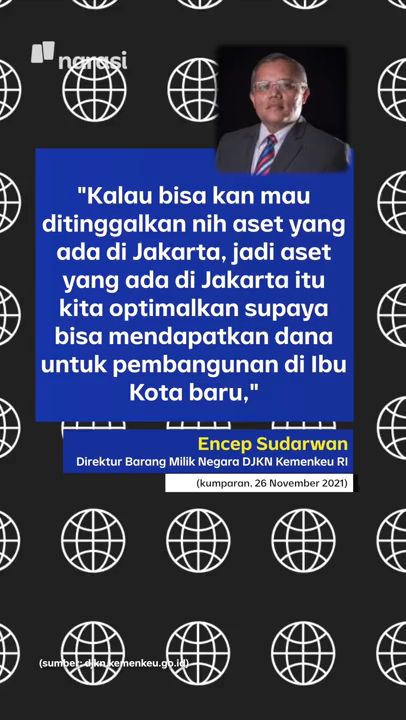 narasi
"Kalau bisa kan mau
ditinggalkan nih aset yang
ada di Jakarta, jadi aset
yang ada di Jakarta itu
kita optimalkan supaya
bisa mendapatkan dana
untuk pembangunan di Ibu
Kota baru,"
Encep Sudarwan
Direktur Barang Milik Negara DJKN Kemenkeu RI
(kumparan. 26 November 2021)
(sumber: djkn.kemenkeu.go.id)